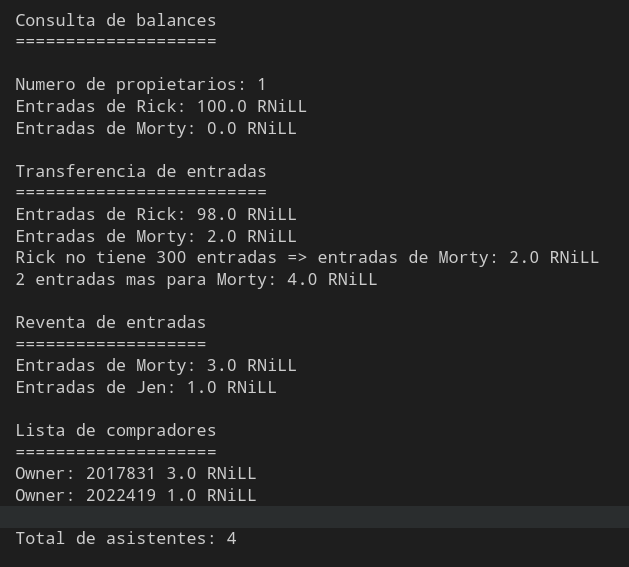 Consulta de balances
====================
Numero de propietarios: 1
Entradas de Rick: 100.0 RNiLL
Entradas de Morty: 0.0 RNiLL
Transferencia de entradas
=========================
Entradas de Rick: 98.0 RNiLL
Entradas de Morty: 2.0 RNiLL
Rick no tiene 300 entradas => entradas de Morty: 2.0 RNiLL
2 entradas mas para Morty: 4.0 RNiLL
Reventa de entradas
===================
Entradas de Morty: 3.0 RNiLL
Entradas de Jen: 1.0 RNiLL
Lista de compradores
====================
Owner: 2017831 3.0 RNiLL
Owner: 2022419 1.0 RNiLL
Total de asistentes: 4